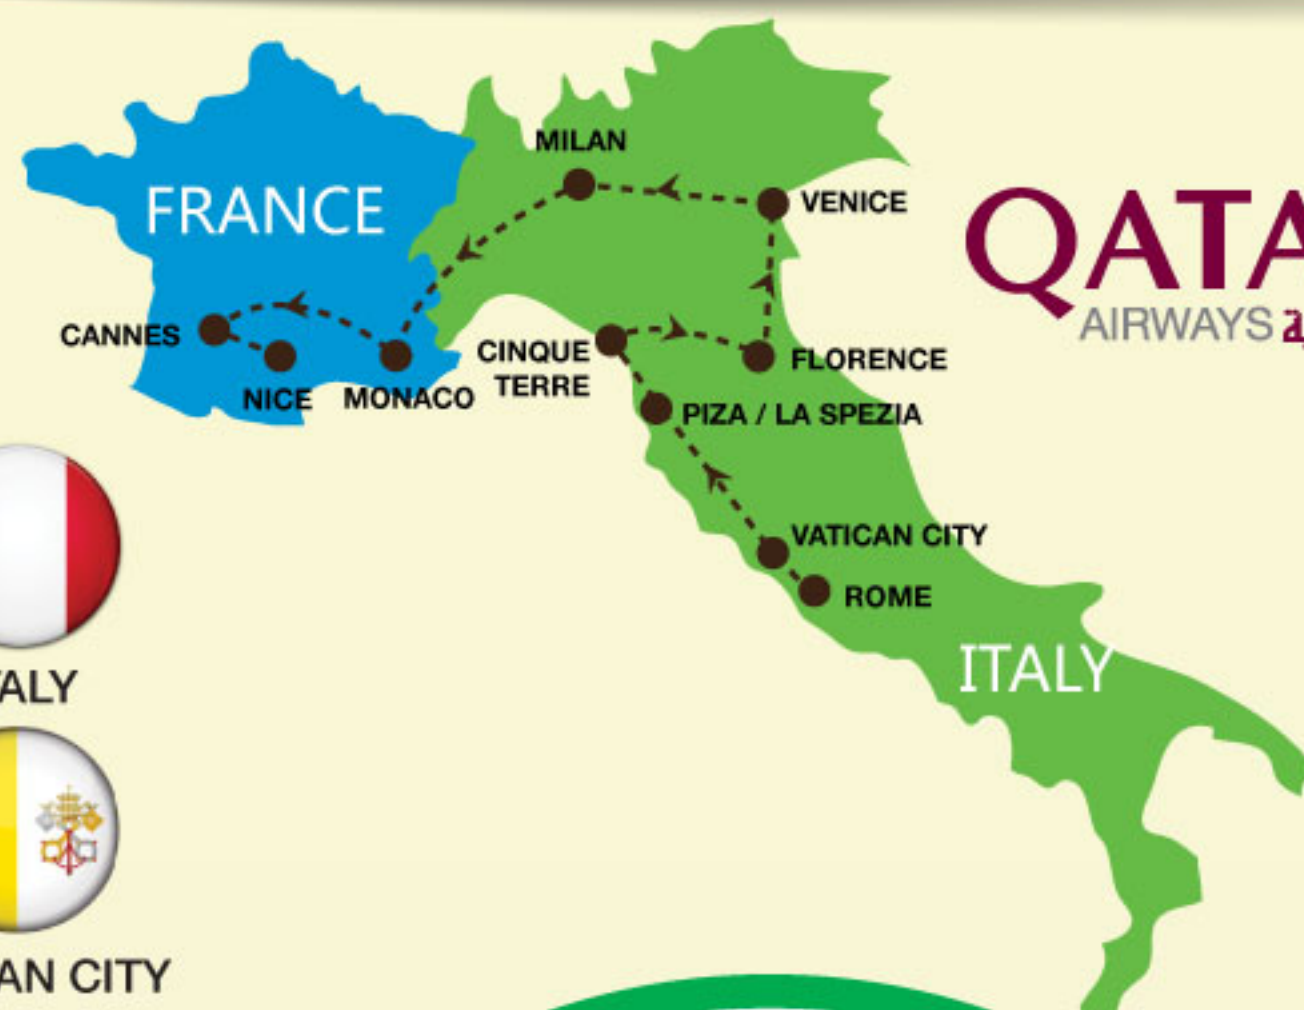 MILAN
FRANCE
VENICE
QATA
AIRWAYS
CANNES
CINQUE
TERRE
FLORENCE
NICE
MONACO
PIZA / LA SPEZIA
VATICAN CITY
ROME
ITALY
ALY
AN CITY